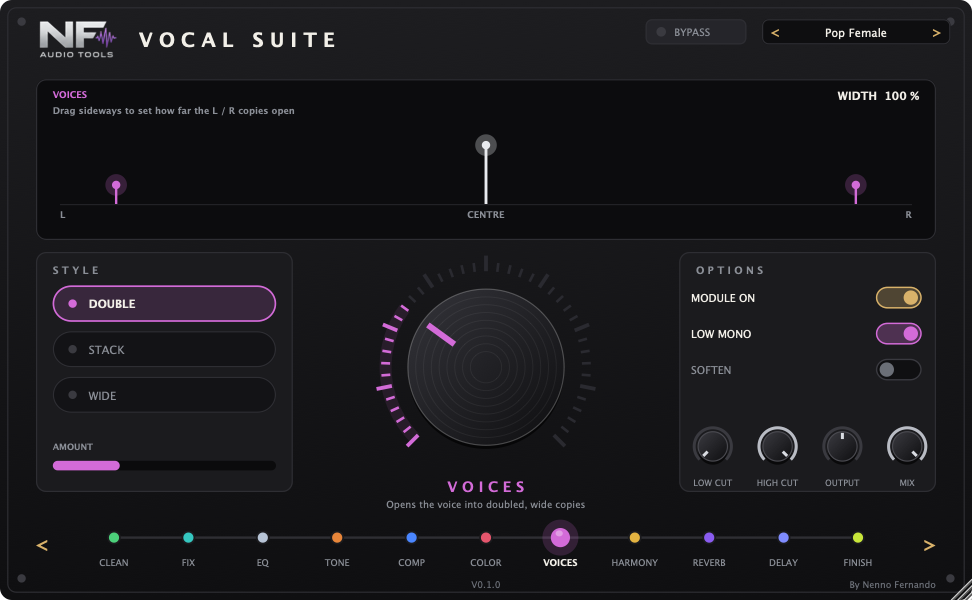 NF
AUDIO TOOLS
VOCAL SUITE
BYPASS
< Pop Female >
VOICES
WIDTH 100 %
Drag sideways to set how far the L / R copies open
L
CENTRE
R
STYLE
DOUBLE
STACK
WIDE
AMOUNT
OPTIONS
MODULE ON
LOW MONO
SOFTEN
LOW CUT
HIGH CUT
OUTPUT
MIX
VOICES
Opens the voice into doubled, wide copies
< >
CLEAN
FIX
EQ
TONE
COMP
COLOR
VOICES
HARMONY
REVERB
DELAY
FINISH
V0.1.0
By Nenno Fernando